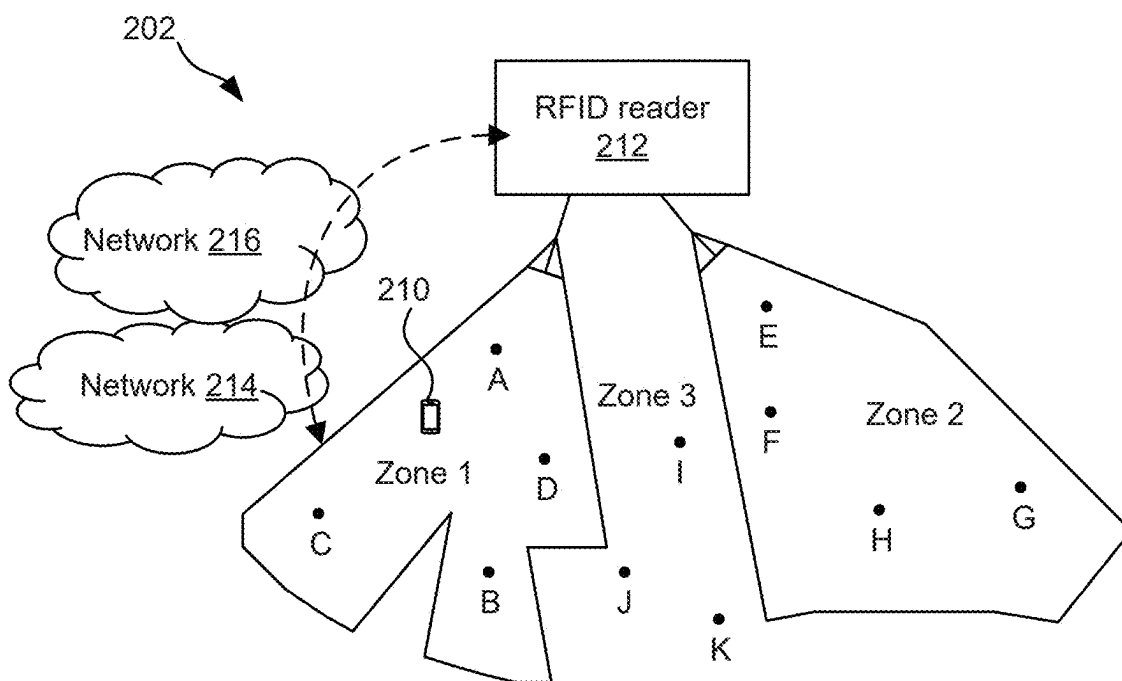 202
RFID reader
212
Network 216
210
Network 214
A
E
Zone 3
Zone 2
F
Zone 1
D
I
C
H
G
B
J
K